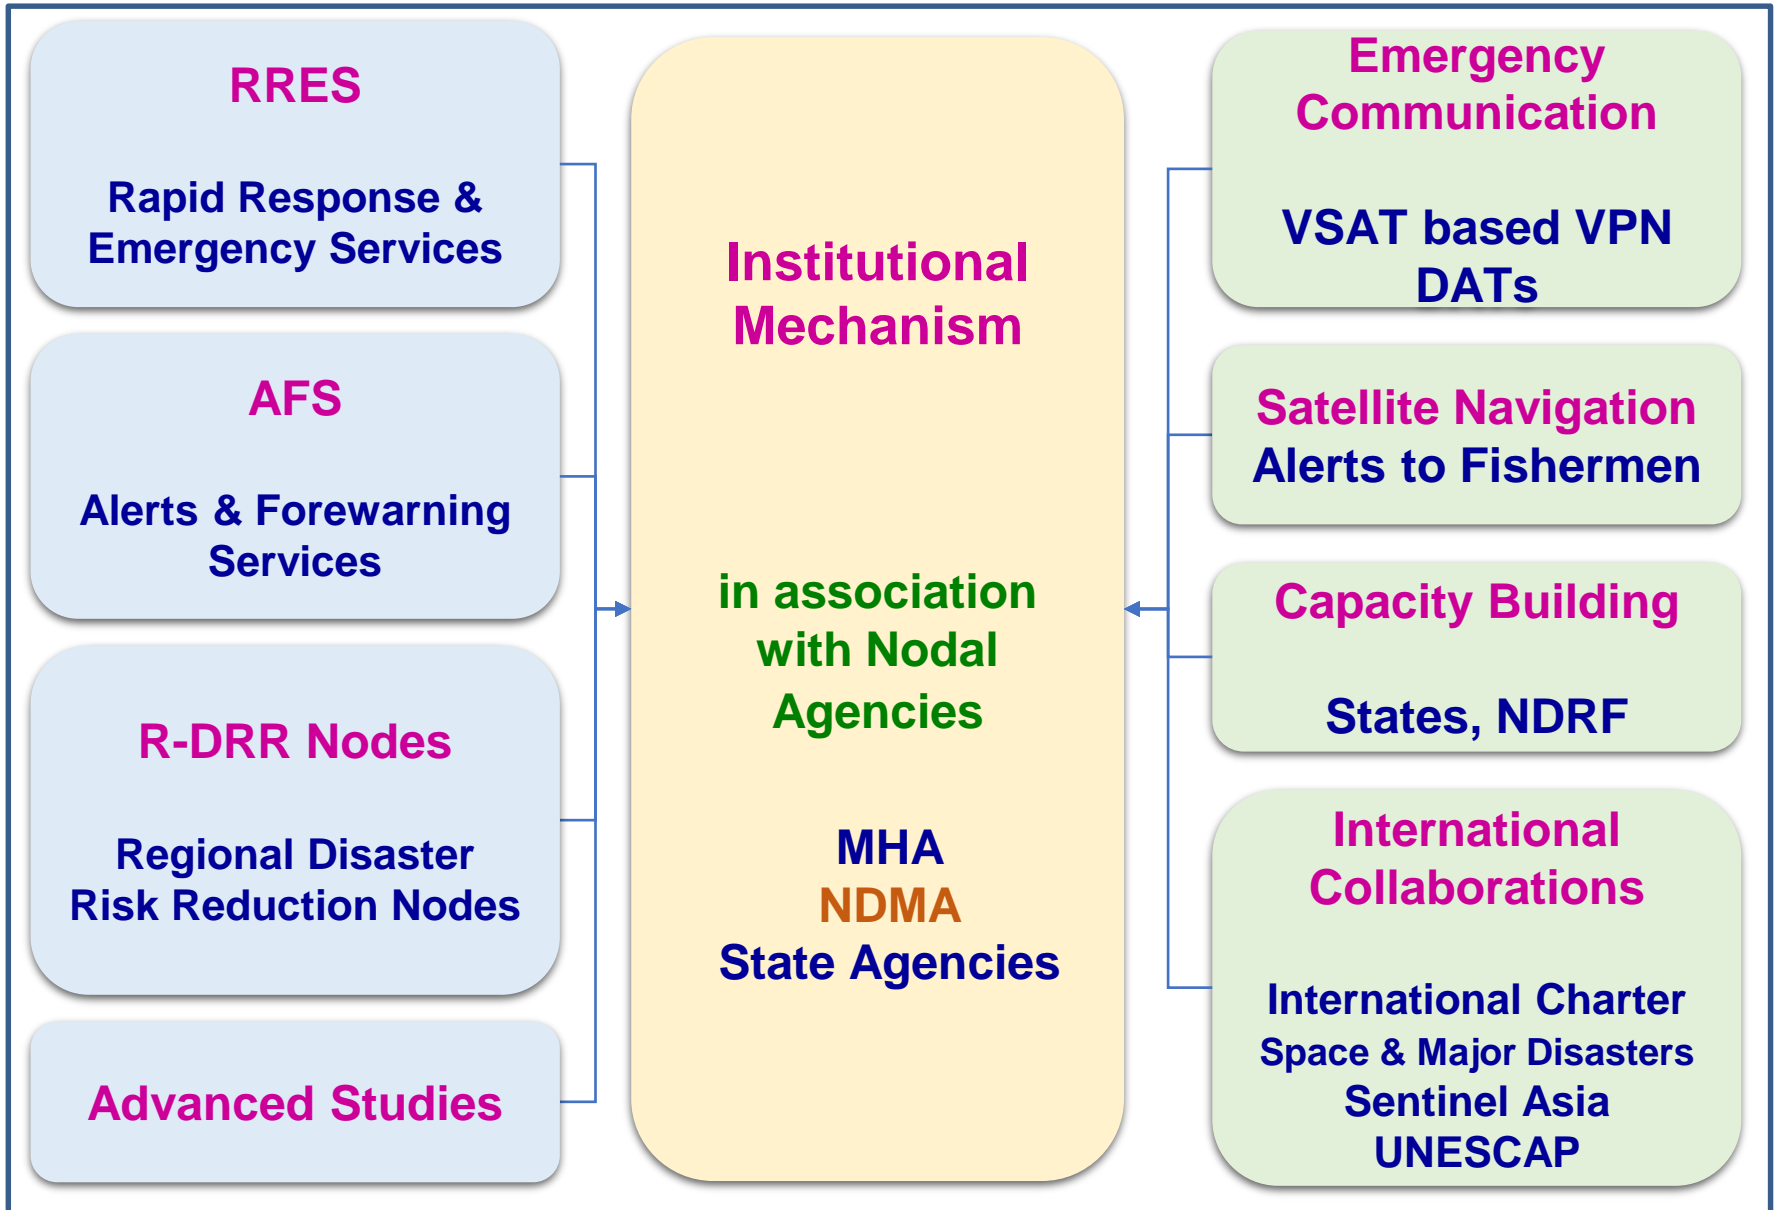 RRES
Rapid Response &
Emergency Services
AFS
Alerts & Forewarning
Services
R-DRR Nodes
Regional Disaster
Risk Reduction Nodes
Advanced Studies
Institutional
Mechanism
in association
with Nodal
Agencies
MHA
NDMA
State Agencies
Emergency
Communication
VSAT based VPN
DATs
Satellite Navigation
Alerts to Fishermen
Capacity Building
States, NDRF
International
Collaborations
International Charter
Space & Major Disasters
Sentinel Asia
UNESCAP